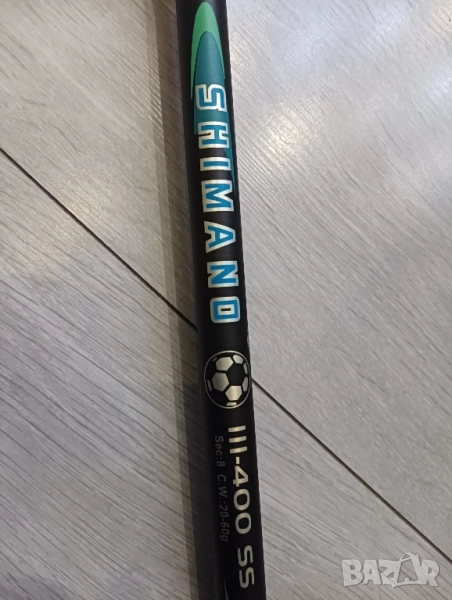 SHIMANO
III-400 SS
Sec:8 C.W.:20-60g
BAZAR